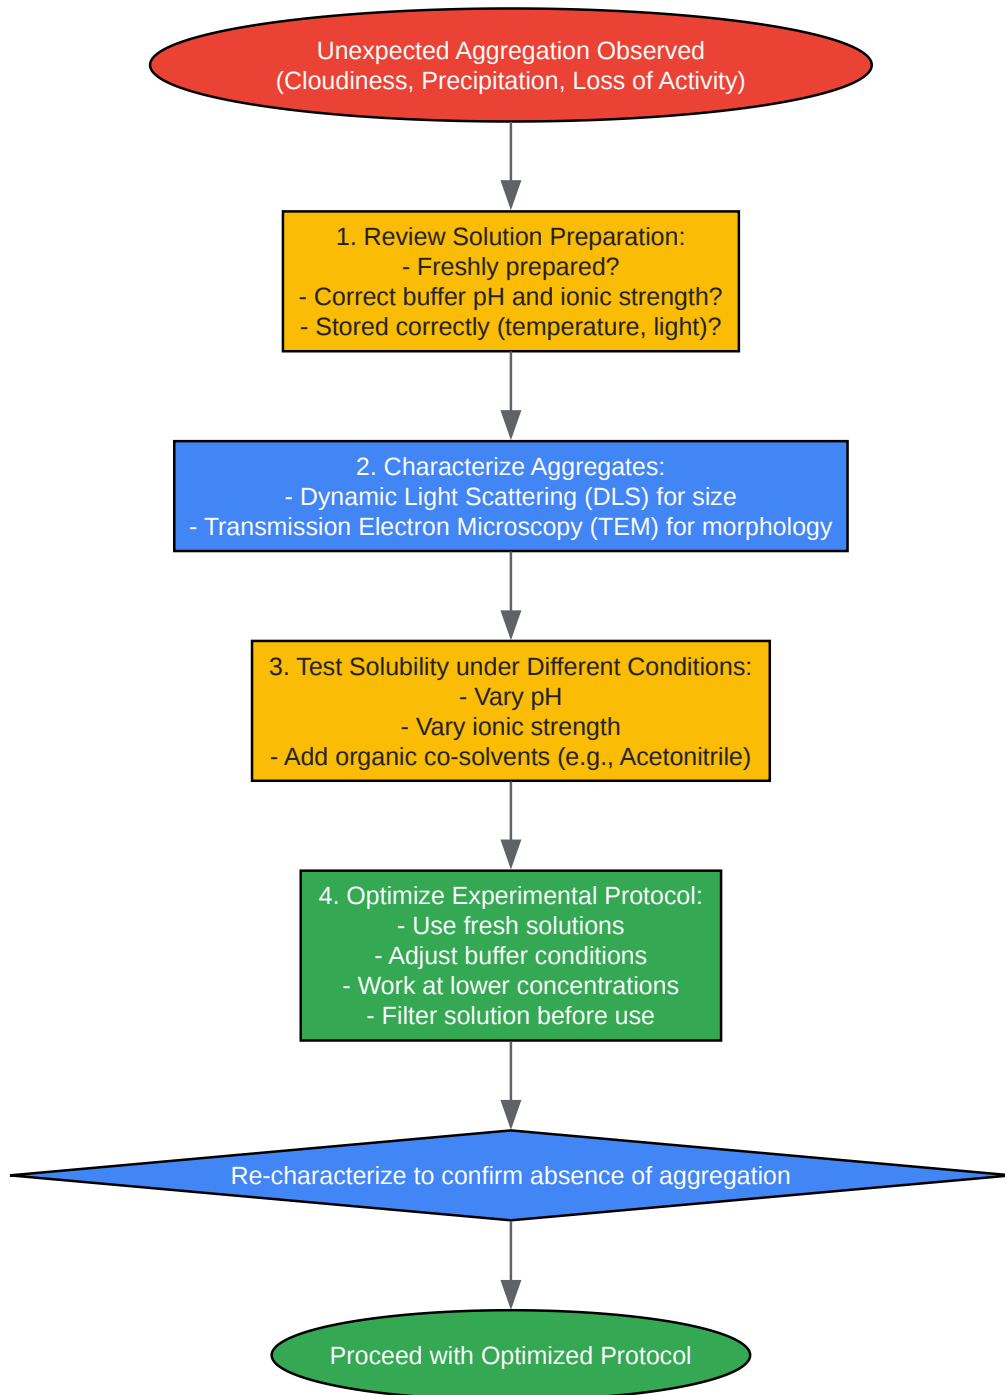 Unexpected Aggregation Observed
(Cloudiness, Precipitation, Loss of Activity)
1. Review Solution Preparation:
- Freshly prepared?
- Correct buffer pH and ionic strength?
- Stored correctly (temperature, light)?
2. Characterize Aggregates:
- Dynamic Light Scattering (DLS) for size
- Transmission Electron Microscopy (TEM) for morphology
3. Test Solubility under Different Conditions:
- Vary pH
- Vary ionic strength
- Add organic co-solvents (e.g., Acetonitrile)
4. Optimize Experimental Protocol:
- Use fresh solutions
- Adjust buffer conditions
- Work at lower concentrations
- Filter solution before use
Re-characterize to confirm absence of aggregation
Proceed with Optimized Protocol